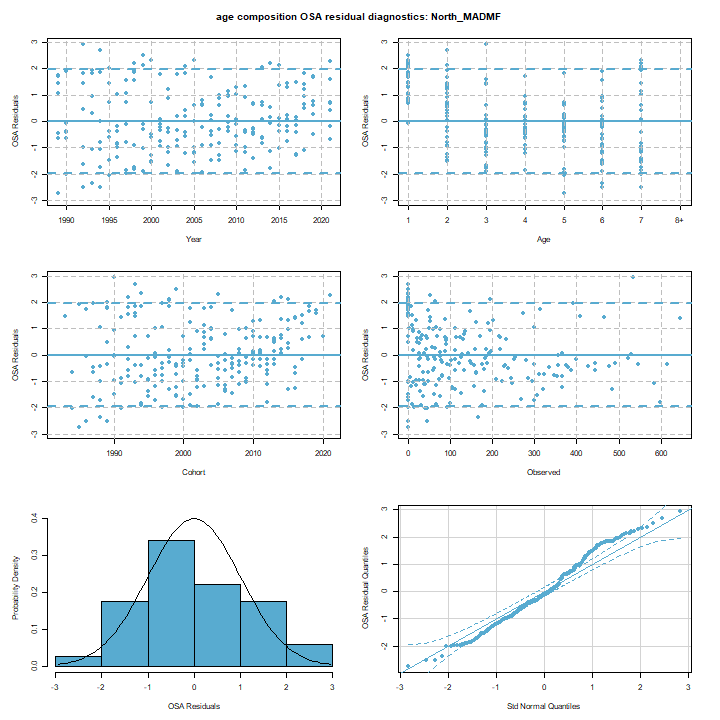 age composition OSA residual diagnostics: North_MADMF
3
2
1
0
-1
-2
-3
OSA Residuals
1990 1995 2000 2005 2010 2015 2020
Year
3
2
1
0
-1
-2
-3
OSA Residuals
1 2 3 4 5 6 7 8+
Age
3
2
1
0
-1
-2
-3
OSA Residuals
1990 2000 2010 2020
Cohort
3
2
1
0
-1
-2
-3
OSA Residuals
0 100 200 300 400 500 600
Observed
0.4
0.3
0.2
0.1
0.0
Probability Density
-3 -2 -1 0 1 2 3
OSA Residuals
3
2
1
0
-1
-2
OSA Residual Quantiles
-3 -2 -1 0 1 2 3
Std Normal Quantiles